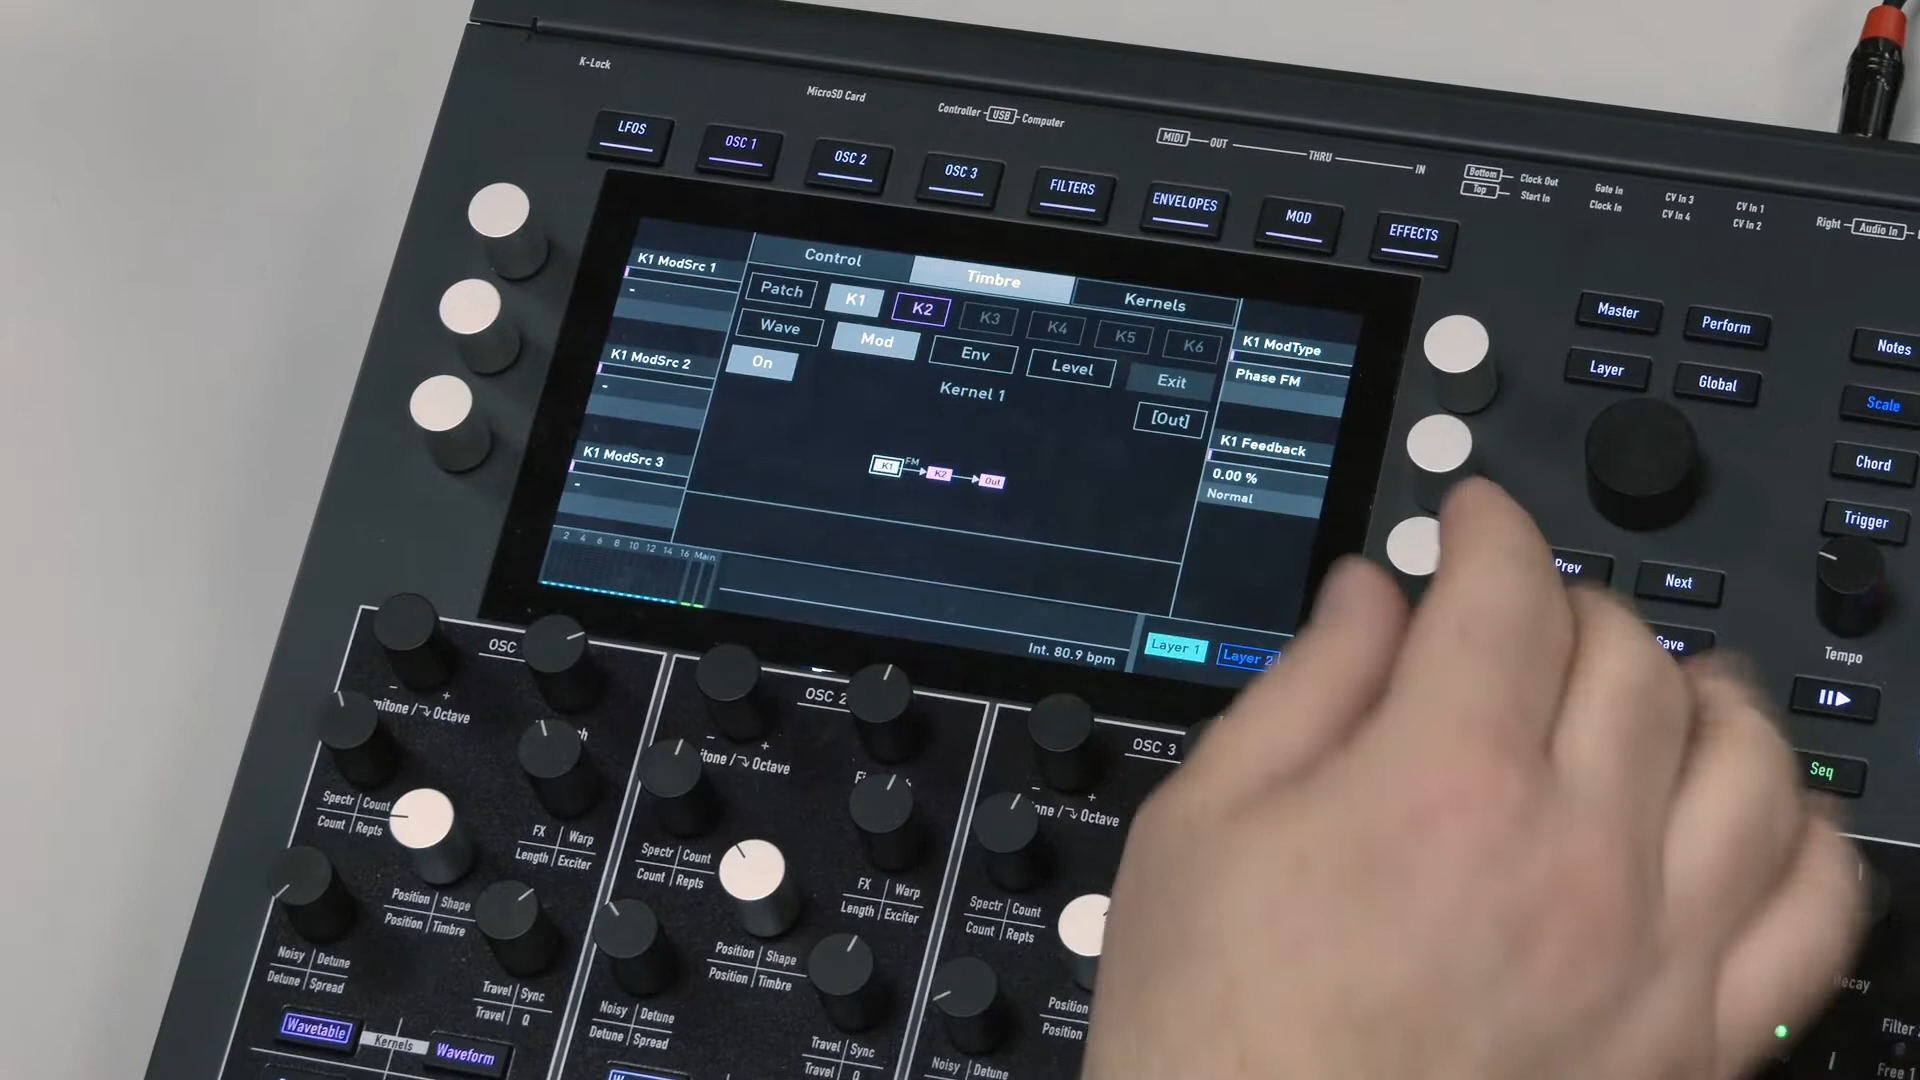 K-Lock
MicroSD Card
Controller USB Computer
MIDI OUT THRU IN
Bottom Clock Out
Top Start In
Gate In
Clock In
CV In 3
CV In 4
CV In 1
CV In 2
Right Audio In
LFOS
OSC 1
OSC 2
OSC 3
FILTERS
ENVELOPES
MOD
EFFECTS
Control
Timbre
Kernels
Patch
K1
K2
K3
K4
K5
K6
Wave
Mod
Env
Level
Exit
On
Kernel 1
[Out]
K1 FM K2 Out
K1 ModSrc 1
-
K1 ModSrc 2
-
K1 ModSrc 3
-
K1 ModType
Phase FM
K1 Feedback
0.00 %
Normal
2 4 6 8 10 12 14 16 Main
Int. 80.9 bpm
Layer 1
Layer 2
Master
Perform
Layer
Global
Notes
Scale
Chord
Trigger
Prev
Next
Save
Tempo
Seq
OSC
- +
Octave
Spectr Count
Count Repts
FX Warp
Length Exciter
Position Shape
Position Timbre
Noisy Detune
Detune Spread
Travel Sync
Travel Q
Wavetable
Kernels
Waveform
OSC 2
- +
Octave
Spectr Count
Count Repts
FX Warp
Length Exciter
Position Shape
Position Timbre
Noisy Detune
Detune Spread
Travel Sync
Travel Q
OSC 3
- +
Octave
Spectr Count
Count Repts
Position
Position
Noisy Detune
Filter
Free 1